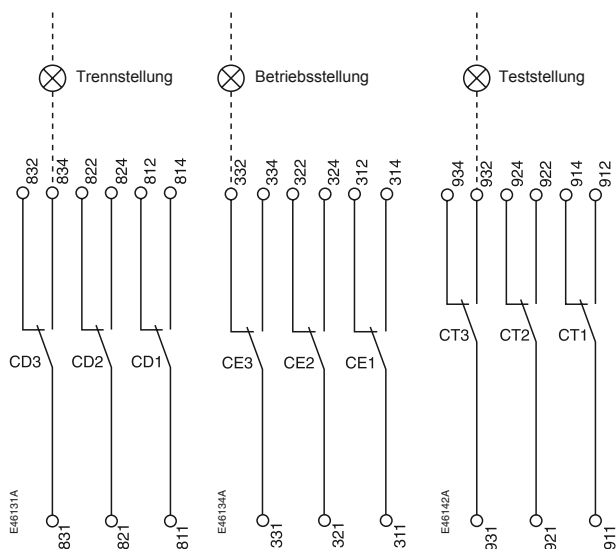 Trennstellung
Betriebsstellung
Teststellung
832
834
822
824
812
814
332
334
322
324
312
314
934
932
924
922
914
912
CD3
CD2
CD1
CE3
CE2
CE1
CT3
CT2
CT1
E46131A
E46134A
E46142A
831
821
811
331
321
311
931
921
911